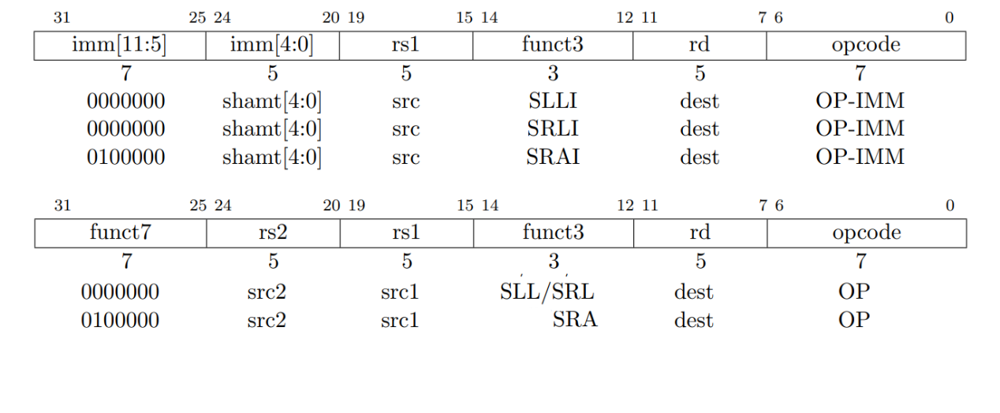 31 25 24 20 19 15 14 12 11 7 6 0
imm[11:5] imm[4:0] rs1 funct3 rd opcode
7 5 5 3 5 7
0000000 shamt[4:0] src SLLI dest OP-IMM
0000000 shamt[4:0] src SRLI dest OP-IMM
0100000 shamt[4:0] src SRAI dest OP-IMM
31 25 24 20 19 15 14 12 11 7 6 0
funct7 rs2 rs1 funct3 rd opcode
7 5 5 3 5 7
0000000 src2 src1 SLL/SRL dest OP
0100000 src2 src1 SRA dest OP